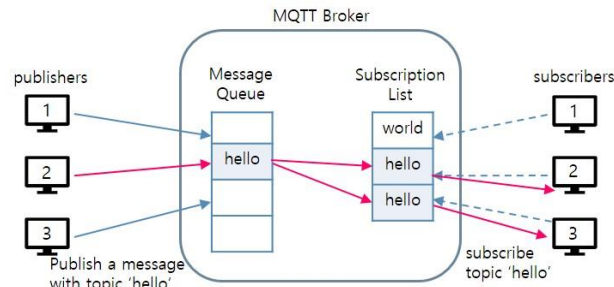 MQTT Broker
publishers
Message
Queue
Subscription
List
subscribers
1
2
3
hello
world
hello
hello
1
2
3
Publish a message
with topic 'hello'
subscribe
topic 'hello'